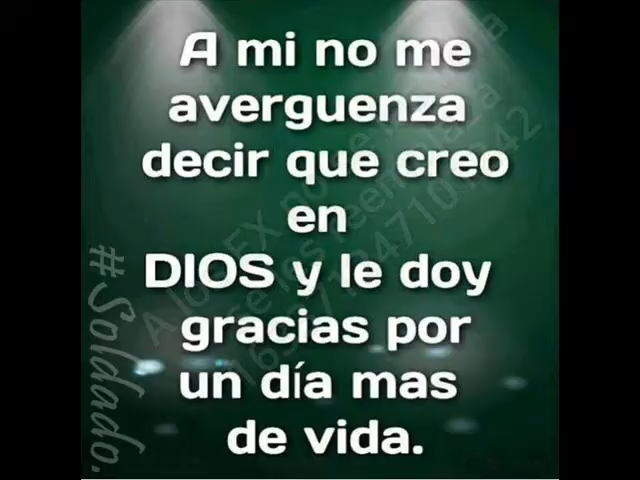 A mi no me
averguenza
decir que creo
en
DIOS y le doy
gracias por
un día mas
de vida.
#Soldado.